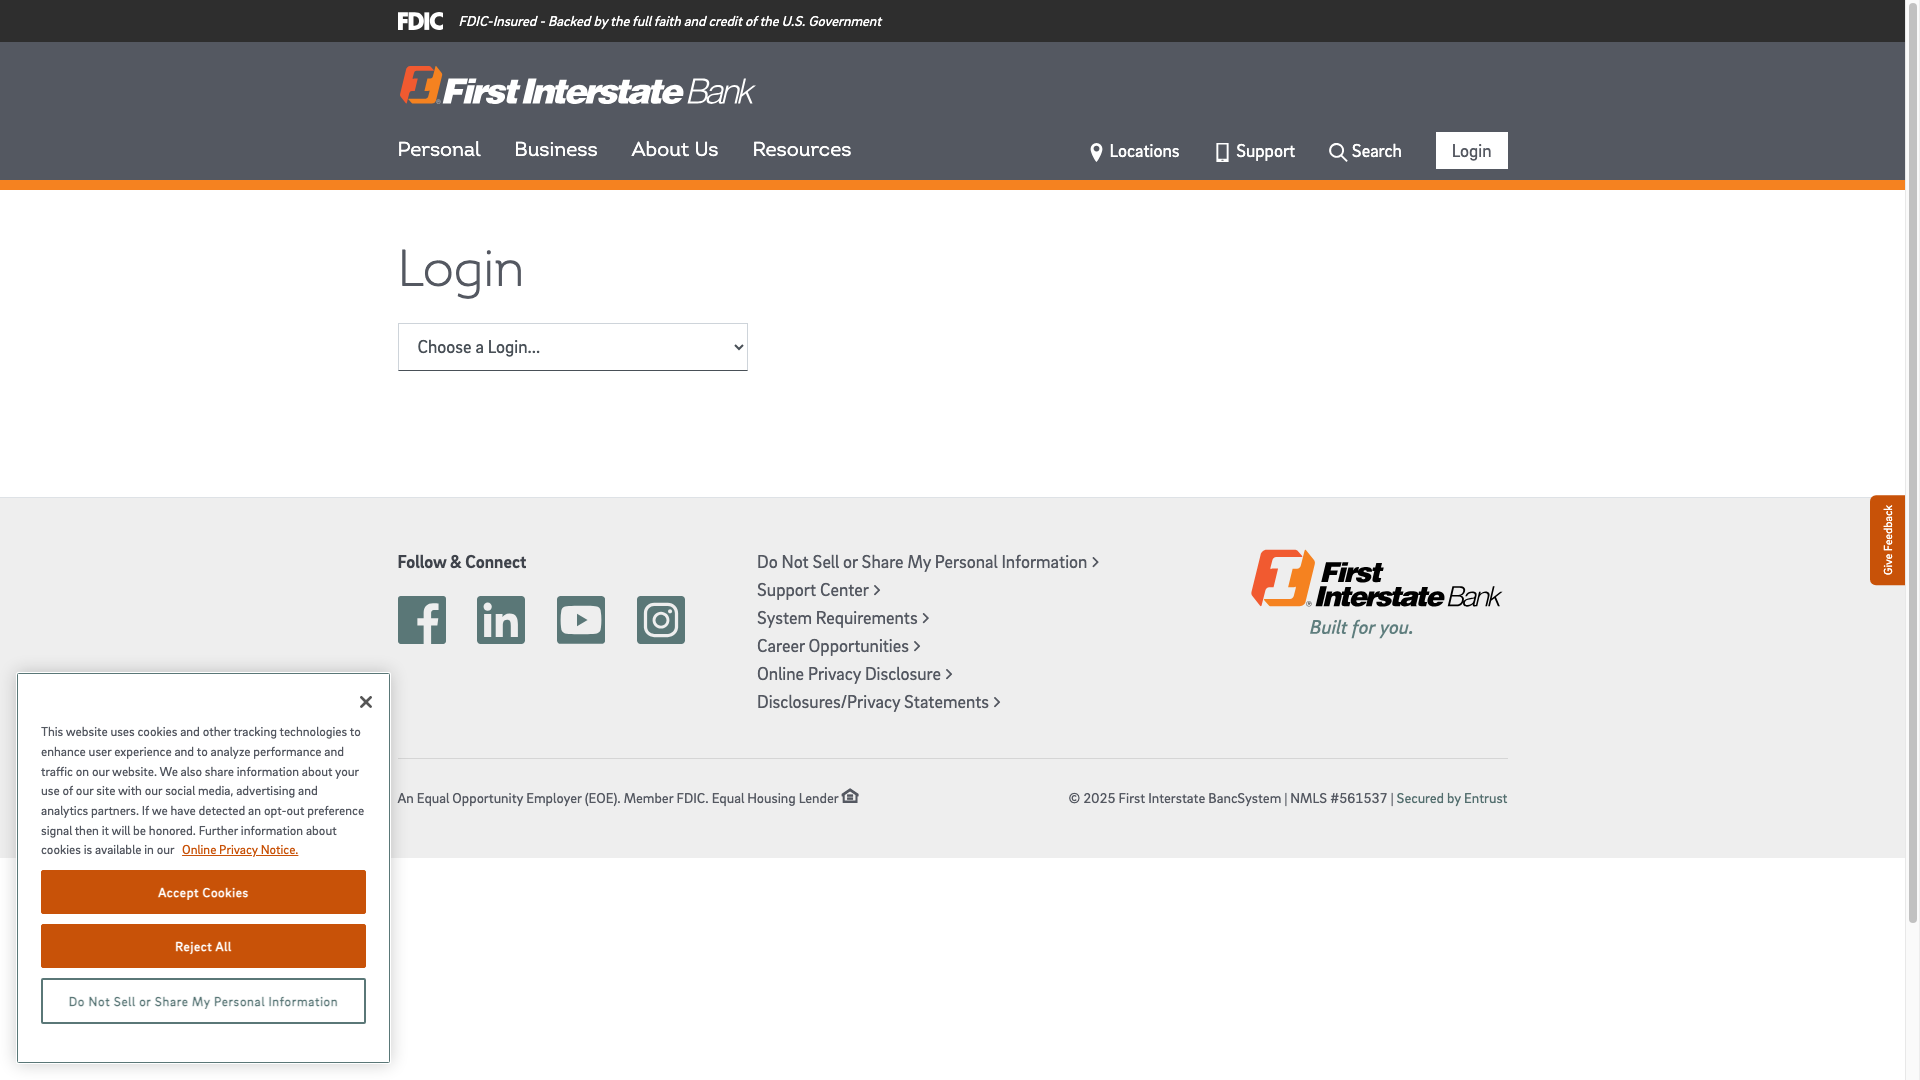 FDIC FDIC-Insured - Backed by the full faith and credit of the U.S. Government
First Interstate Bank
Personal Business About Us Resources Locations Support Search Login
Login
Choose a Login...
Give Feedback
Follow & Connect
Do Not Sell or Share My Personal Information
Support Center
System Requirements
Career Opportunities
Online Privacy Disclosure
Disclosures/Privacy Statements
First
Interstate Bank
Built for you.
An Equal Opportunity Employer (EOE). Member FDIC. Equal Housing Lender
© 2025 First Interstate BancSystem | NMLS #561537 | Secured by Entrust
This website uses cookies and other tracking technologies to
enhance user experience and to analyze performance and
traffic on our website. We also share information about your
use of our site with our social media, advertising and
analytics partners. If we have detected an opt-out preference
signal then it will be honored. Further information about
cookies is available in our Online Privacy Notice.
Accept Cookies
Reject All
Do Not Sell or Share My Personal Information